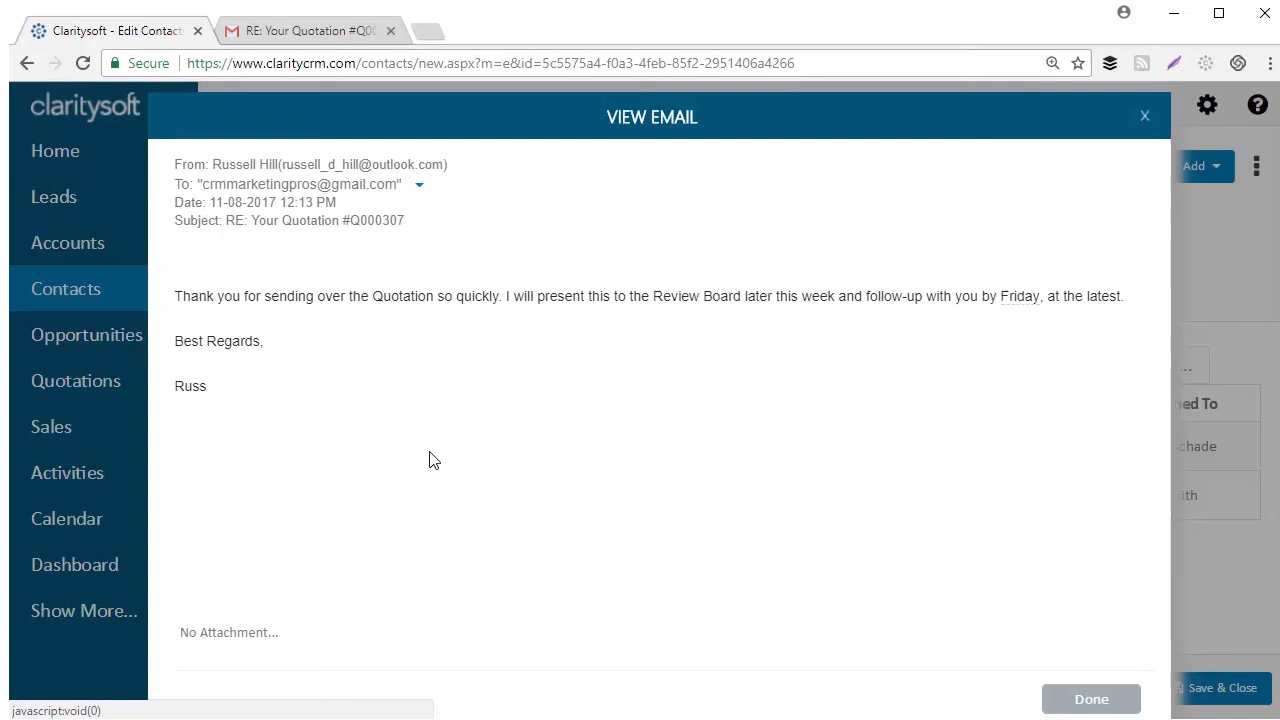 Claritysoft - Edit Contact
RE: Your Quotation #Q00
Secure
https://www.claritycrm.com/contacts/new.aspx?m=e&id=5c5575a4-f0a3-4feb-85f2-2951406a4266
claritysoft
VIEW EMAIL
X
Home
Leads
Accounts
Contacts
Opportunities
Quotations
Sales
Activities
Calendar
Dashboard
Show More...
From: Russell Hill(russell_d_hill@outlook.com)
To: "crmmarketingpros@gmail.com"
Date: 11-08-2017 12:13 PM
Subject: RE: Your Quotation #Q000307
Thank you for sending over the Quotation so quickly. I will present this to the Review Board later this week and follow-up with you by Friday, at the latest.
Best Regards,
Russ
No Attachment...
Done
Add
...
ned To
chade
ith
Save & Close
javascript:void(0)